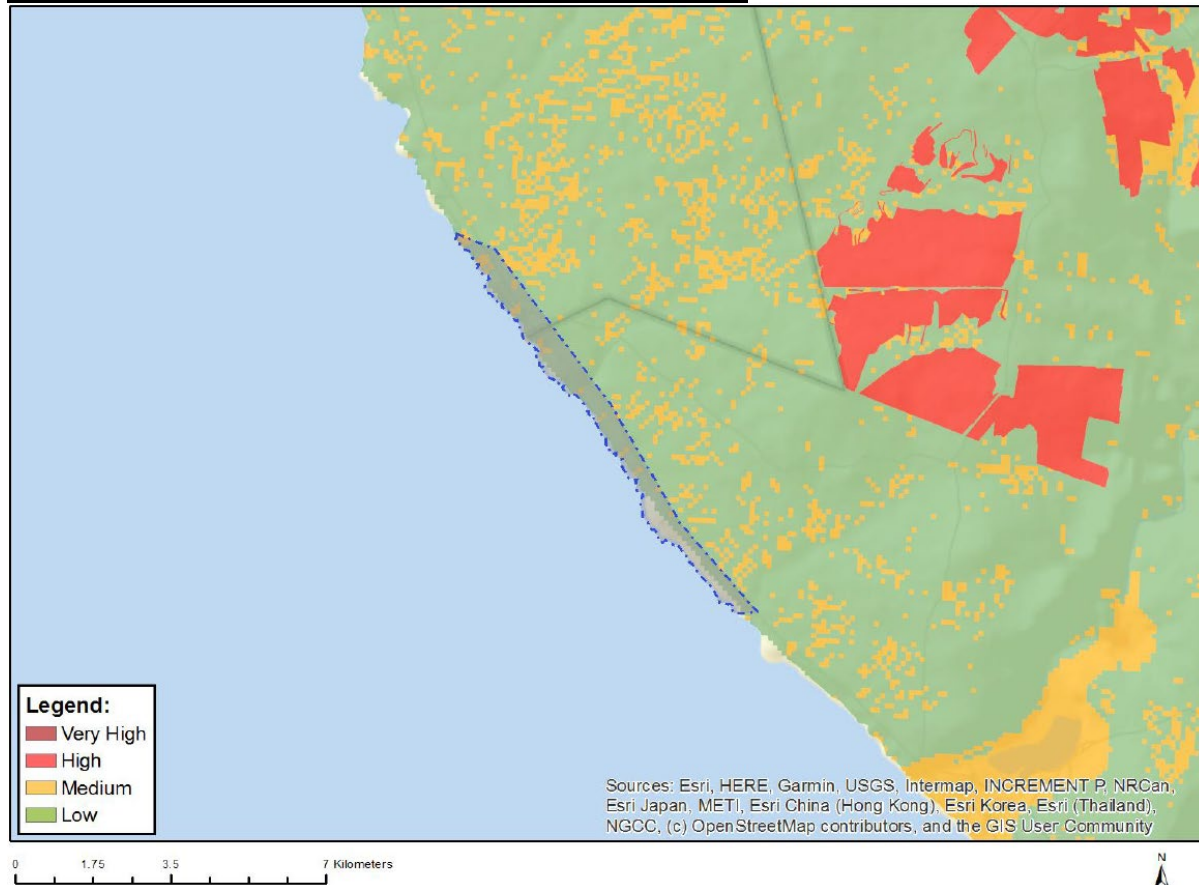 Legend:
Very High
High
Medium
Low
Sources: Esri, HERE, Garmin, USGS, Intermap, INCREMENT P, NRCan,
Esri Japan, METI, Esri China (Hong Kong), Esri Korea, Esri (Thailand),
NGCC, (c) OpenStreetMap contributors, and the GIS User Community
0 1.75 3.5 7 Kilometers
N